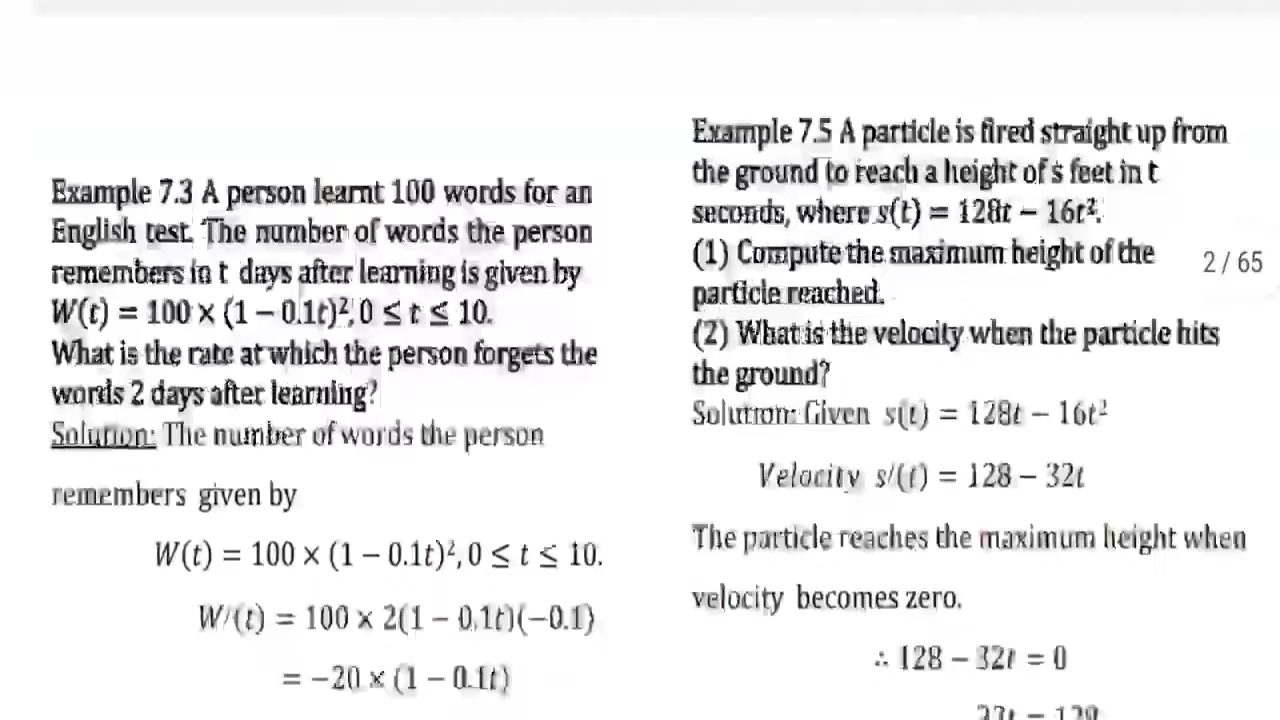 Example 7.3 A person learnt 100 words for an
English test. The number of words the person
remembers in t days after learning is given by
W(t) = 100 × (1 − 0.1t)², 0 ≤ t ≤ 10.
What is the rate at which the person forgets the
words 2 days after learning?
Solution: The number of words the person
remembers given by
W(t) = 100 × (1 − 0.1t)², 0 ≤ t ≤ 10.
W′(t) = 100 × 2(1 − 0.1t)(−0.1)
= −20 × (1 − 0.1t)
Example 7.5 A particle is fired straight up from
the ground to reach a height of s feet in t
seconds, where s(t) = 128t − 16t².
(1) Compute the maximum height of the
particle reached.
(2) What is the velocity when the particle hits
the ground?
Solution: Given s(t) = 128t − 16t²
Velocity s′(t) = 128 − 32t
The particle reaches the maximum height when
velocity becomes zero.
∴ 128 − 32t = 0
32t = 128
2 / 65